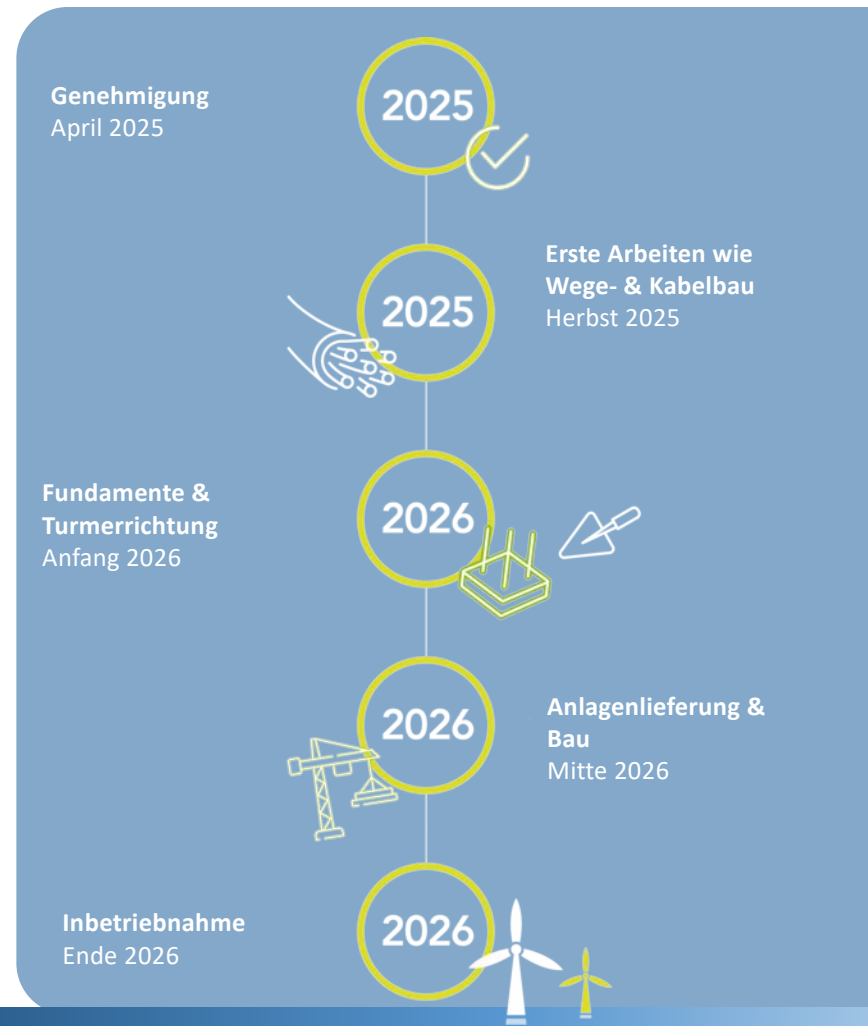 Genehmigung
April 2025
2025
2025
Erste Arbeiten wie
Wege- & Kabelbau
Herbst 2025
Fundamente &
Turmerrichtung
Anfang 2026
2026
2026
Anlagenlieferung &
Bau
Mitte 2026
Inbetriebnahme
Ende 2026
2026